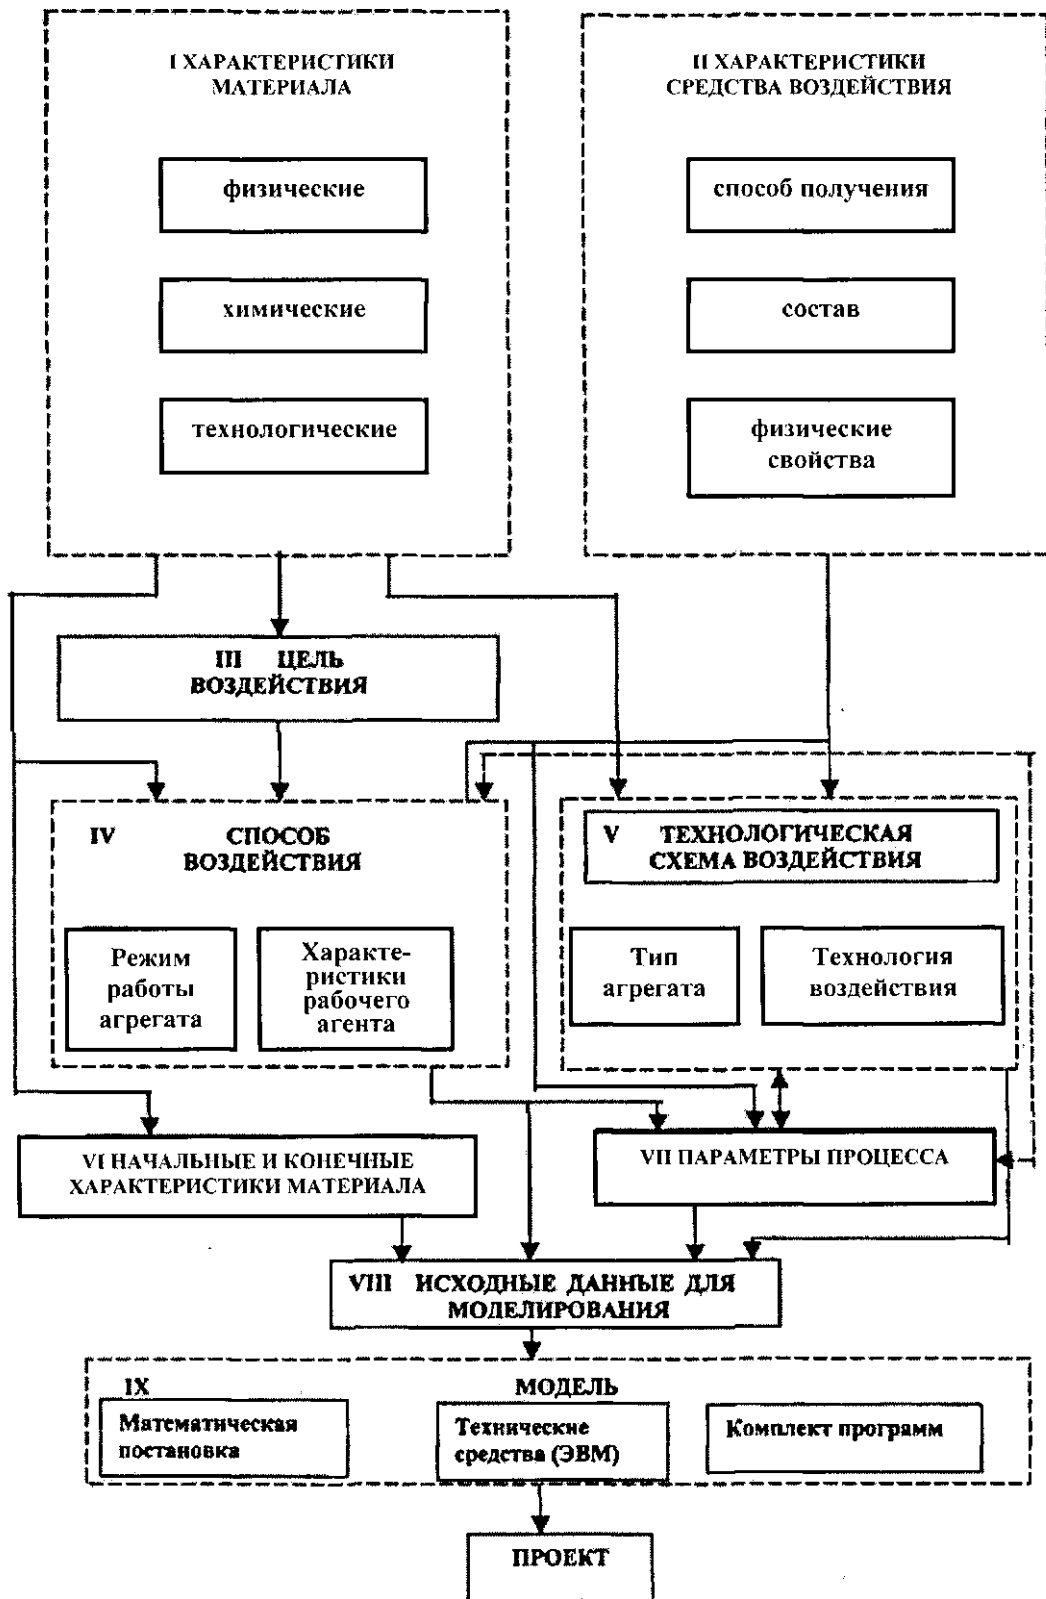 I ХАРАКТЕРИСТИКИ
МАТЕРИАЛА
физические
химические
технологические
II ХАРАКТЕРИСТИКИ
СРЕДСТВА ВОЗДЕЙСТВИЯ
способ получения
состав
физические
свойства
III ЦЕЛЬ
ВОЗДЕЙСТВИЯ
IV СПОСОБ
ВОЗДЕЙСТВИЯ
Режим
работы
агрегата
Характе-
ристики
рабочего
агента
V ТЕХНОЛОГИЧЕСКАЯ
СХЕМА ВОЗДЕЙСТВИЯ
Тип
агрегата
Технология
воздействия
VI НАЧАЛЬНЫЕ И КОНЕЧНЫЕ
ХАРАКТЕРИСТИКИ МАТЕРИАЛА
VII ПАРАМЕТРЫ ПРОЦЕССА
VIII ИСХОДНЫЕ ДАННЫЕ ДЛЯ
МОДЕЛИРОВАНИЯ
IX МОДЕЛЬ
Математическая
постановка
Технические
средства (ЭВМ)
Комплект программ
ПРОЕКТ